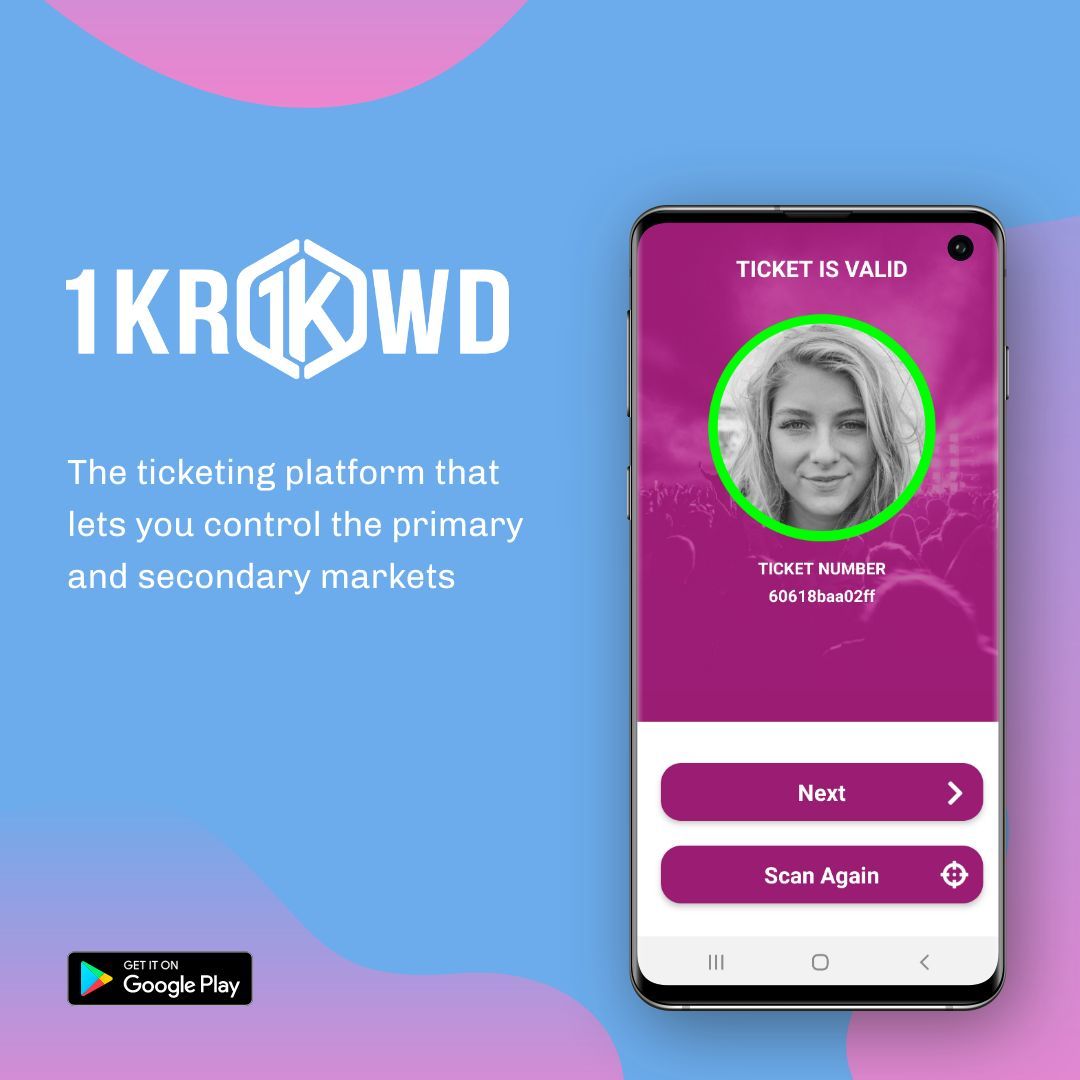 1KR1KWD
The ticketing platform that
lets you control the primary
and secondary markets
GET IT ON
Google Play
TICKET IS VALID
TICKET NUMBER
60618baa02ff
Next
Scan Again